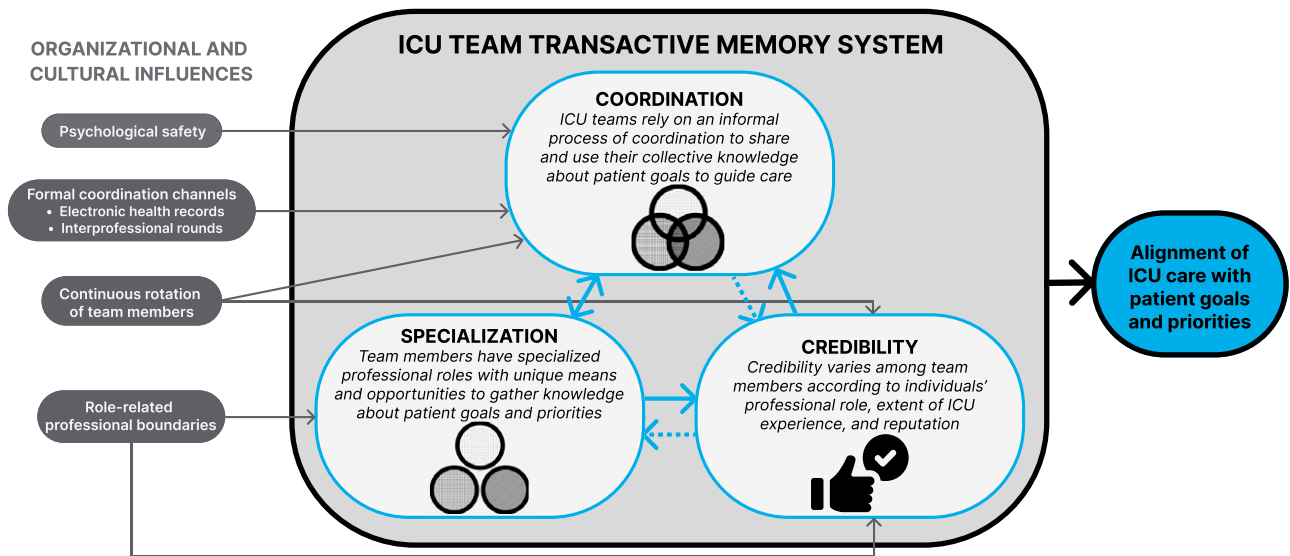 ORGANIZATIONAL AND
CULTURAL INFLUENCES
Psychological safety
Formal coordination channels
• Electronic health records
• Interprofessional rounds
Continuous rotation
of team members
Role-related
professional boundaries
ICU TEAM TRANSACTIVE MEMORY SYSTEM
COORDINATION
ICU teams rely on an informal
process of coordination to share
and use their collective knowledge
about patient goals to guide care
SPECIALIZATION
Team members have specialized
professional roles with unique means
and opportunities to gather knowledge
about patient goals and priorities
CREDIBILITY
Credibility varies among team
members according to individuals’
professional role, extent of ICU
experience, and reputation
Alignment of
ICU care with
patient goals
and priorities